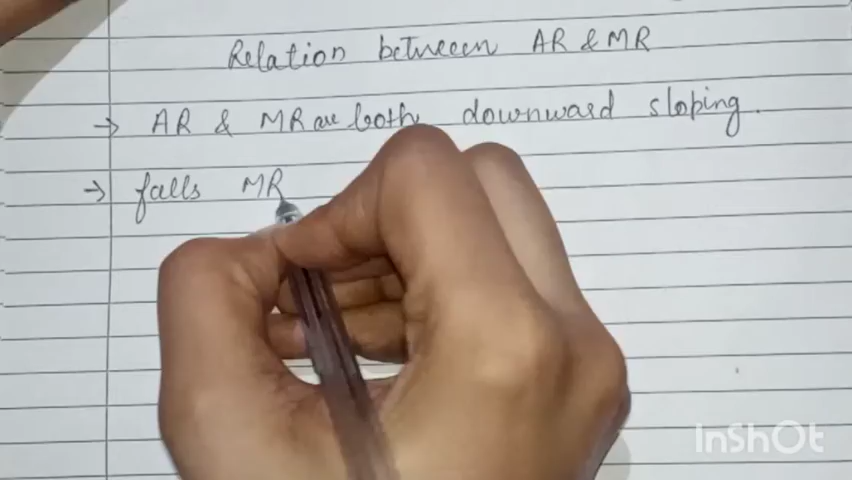 Relation between AR & MR
→ AR & MR are both downward sloping.
→ falls MR
InShOt